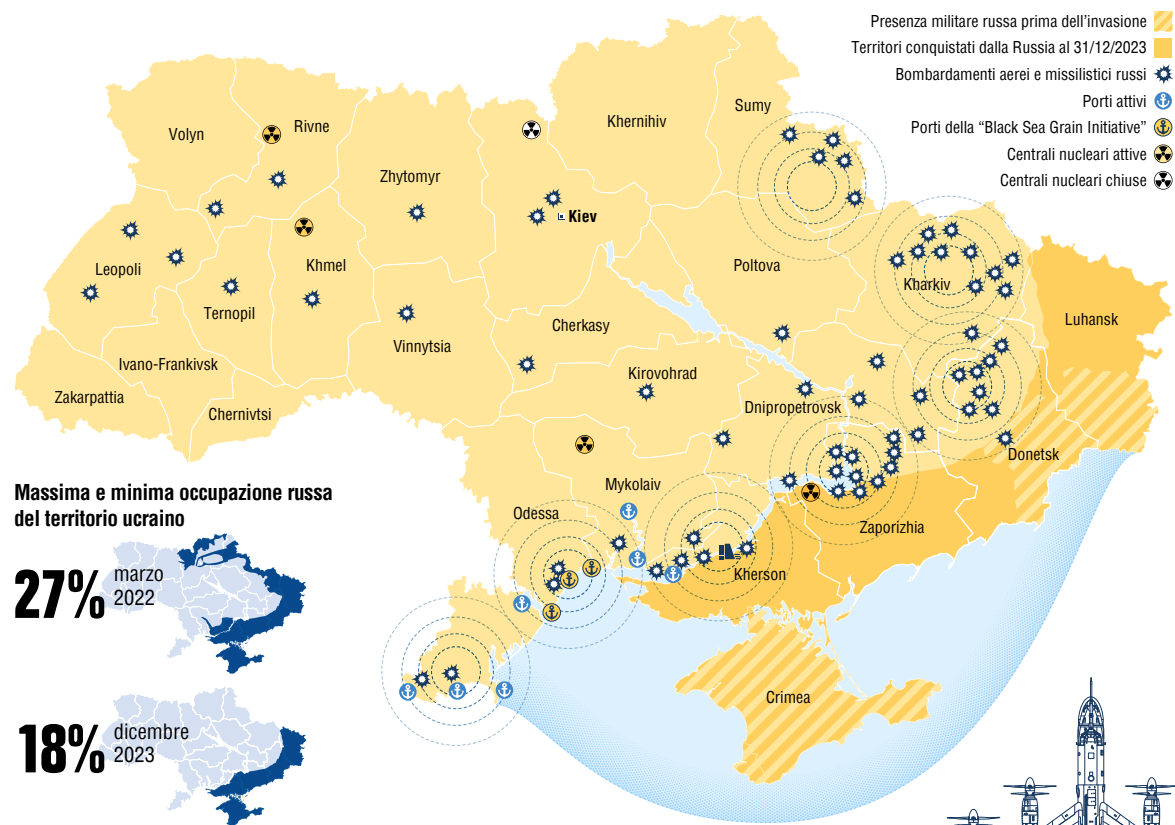 Presenza militare russa prima dell'invasione
Territori conquistati dalla Russia al 31/12/2023
Bombardamenti aerei e missilistici russi
Porti attivi
Porti della “Black Sea Grain Initiative”
Centrali nucleari attive
Centrali nucleari chiuse
Volyn
Rivne
Zhytomyr
Khernihiv
Sumy
Kiev
Leopoli
Ternopil
Khmel
Poltova
Kharkiv
Luhansk
Vinnytsia
Cherkasy
Ivano-Frankivsk
Zakarpattia
Chernivtsi
Kirovohrad
Dnipropetrovsk
Donetsk
Mykolaiv
Odessa
Zaporizhia
Kherson
Crimea
Massima e minima occupazione russa
del territorio ucraino
27%
marzo
2022
18%
dicembre
2023